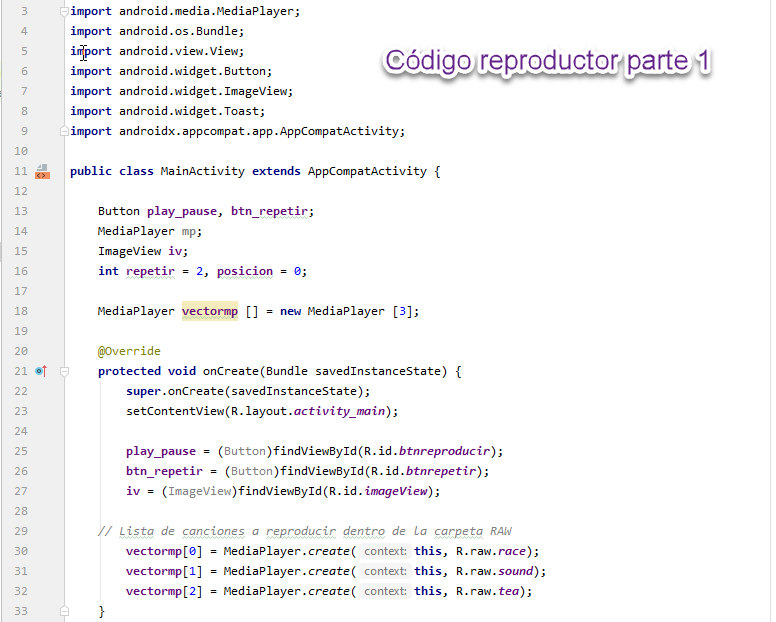 3 import android.media.MediaPlayer;
4 import android.os.Bundle;
5 import android.view.View;
Código reproductor parte 1
6 import android.widget.Button;
7 import android.widget.ImageView;
8 import android.widget.Toast;
9 import androidx.appcompat.app.AppCompatActivity;
10
11 public class MainActivity extends AppCompatActivity {
12
13 Button play_pause, btn_repetir;
14 MediaPlayer mp;
15 ImageView iv;
16 int repetir = 2, posicion = 0;
17
18 MediaPlayer vectormp [] = new MediaPlayer [3];
19
20 @Override
21 protected void onCreate(Bundle savedInstanceState) {
22 super.onCreate(savedInstanceState);
23 setContentView(R.layout.activity_main);
24
25 play_pause = (Button)findViewById(R.id.btnreproducir);
26 btn_repetir = (Button)findViewById(R.id.btnrepetir);
27 iv = (ImageView)findViewById(R.id.imageView);
28
29 // Lista de canciones a reproducir dentro de la carpeta RAW
30 vectormp[0] = MediaPlayer.create( context: this, R.raw.race);
31 vectormp[1] = MediaPlayer.create( context: this, R.raw.sound);
32 vectormp[2] = MediaPlayer.create( context: this, R.raw.tea);
33 }